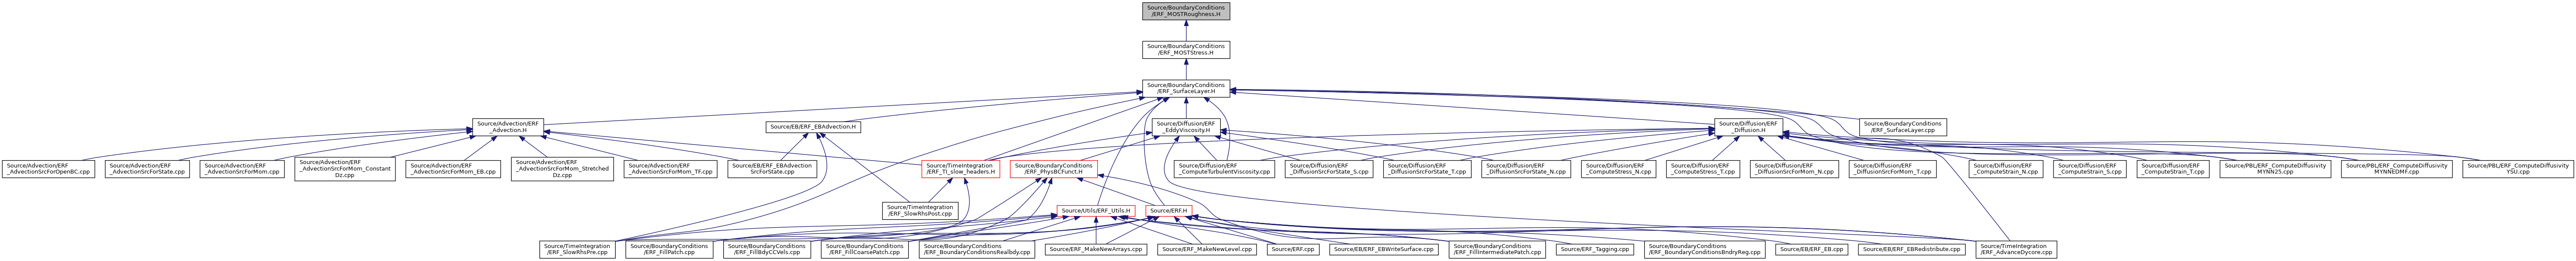 Source/BoundaryConditions
/ERF_MOSTRoughness.H
Source/BoundaryConditions
/ERF_MOSTStress.H
Source/BoundaryConditions
/ERF_SurfaceLayer.H
Source/Advection/ERF
_Advection.H
Source/EB/ERF_EBAdvection.H
Source/Diffusion/ERF
_EddyViscosity.H
Source/Diffusion/ERF
_Diffusion.H
Source/BoundaryConditions
/ERF_SurfaceLayer.cpp
Source/Advection/ERF
_AdvectionSrcForOpenBC.cpp
Source/Advection/ERF
_AdvectionSrcForState.cpp
Source/Advection/ERF
_AdvectionSrcForMom.cpp
Source/Advection/ERF
_AdvectionSrcForMom_Constant
Dz.cpp
Source/Advection/ERF
_AdvectionSrcForMom_EB.cpp
Source/Advection/ERF
_AdvectionSrcForMom_Stretched
Dz.cpp
Source/Advection/ERF
_AdvectionSrcForMom_TF.cpp
Source/EB/ERF_EBAdvection
SrcForState.cpp
Source/TimeIntegration
/ERF_TI_slow_headers.H
Source/BoundaryConditions
/ERF_PhysBCFunct.H
Source/Diffusion/ERF
_ComputeTurbulentViscosity.cpp
Source/Diffusion/ERF
_DiffusionSrcForState_S.cpp
Source/Diffusion/ERF
_DiffusionSrcForState_T.cpp
Source/Diffusion/ERF
_DiffusionSrcForState_N.cpp
Source/Diffusion/ERF
_ComputeStress_N.cpp
Source/Diffusion/ERF
_ComputeStress_T.cpp
Source/Diffusion/ERF
_DiffusionSrcForMom_N.cpp
Source/Diffusion/ERF
_DiffusionSrcForMom_T.cpp
Source/Diffusion/ERF
_ComputeStrain_N.cpp
Source/Diffusion/ERF
_ComputeStrain_S.cpp
Source/Diffusion/ERF
_ComputeStrain_T.cpp
Source/PBL/ERF_ComputeDiffusivity
MYNN25.cpp
Source/PBL/ERF_ComputeDiffusivity
MYNNEDMF.cpp
Source/PBL/ERF_ComputeDiffusivity
YSU.cpp
Source/TimeIntegration
/ERF_SlowRhsPost.cpp
Source/Utils/ERF_Utils.H
Source/ERF.H
Source/TimeIntegration
/ERF_SlowRhsPre.cpp
Source/BoundaryConditions
/ERF_FillPatch.cpp
Source/BoundaryConditions
/ERF_FillBdyCCVels.cpp
Source/BoundaryConditions
/ERF_FillCoarsePatch.cpp
Source/BoundaryConditions
/ERF_BoundaryConditionsRealbdy.cpp
Source/ERF_MakeNewArrays.cpp
Source/ERF_MakeNewLevel.cpp
Source/ERF.cpp
Source/EB/ERF_EBWriteSurface.cpp
Source/BoundaryConditions
/ERF_FillIntermediatePatch.cpp
Source/ERF_Tagging.cpp
Source/BoundaryConditions
/ERF_BoundaryConditionsBndryReg.cpp
Source/EB/ERF_EB.cpp
Source/EB/ERF_EBRedistribute.cpp
Source/TimeIntegration
/ERF_AdvanceDycore.cpp